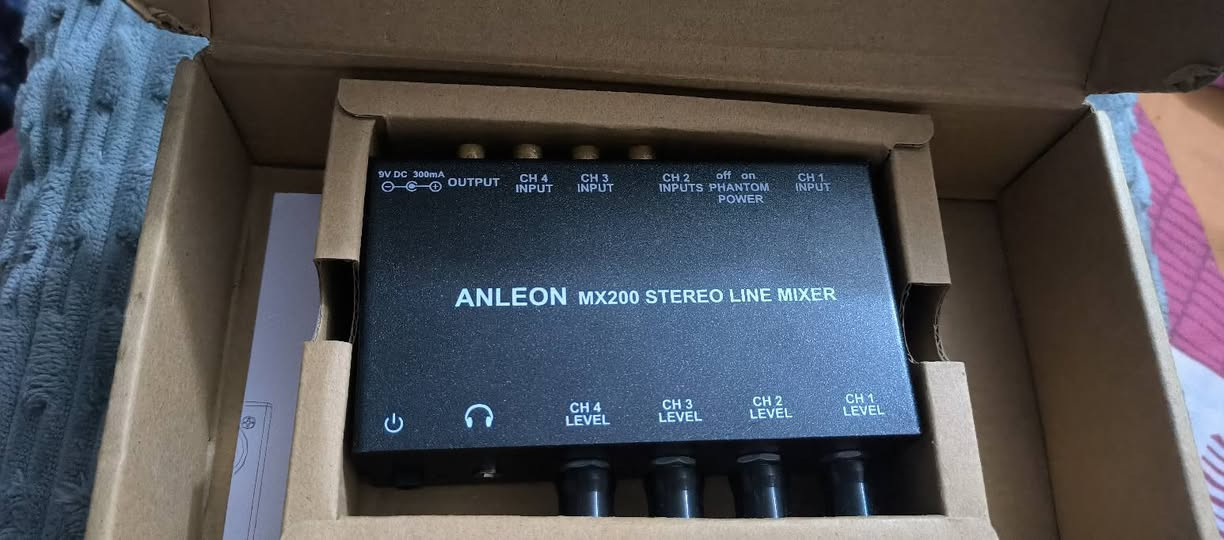 9V DC 300mA
OUTPUT
CH 4
INPUT
CH 3
INPUT
CH 2
INPUTS
off on
PHANTOM
POWER
CH 1
INPUT
ANLEON MX200 STEREO LINE MIXER
CH 4
LEVEL
CH 3
LEVEL
CH 2
LEVEL
CH 1
LEVEL